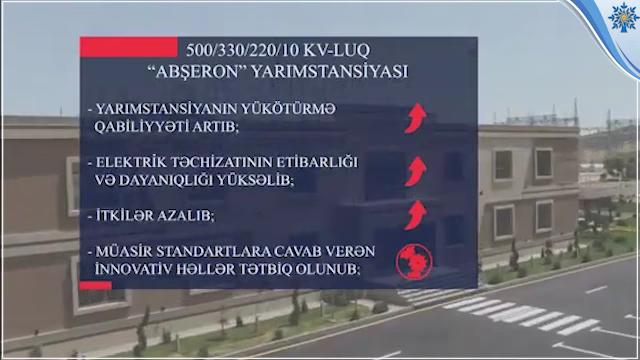 500/330/220/10 KV-LUQ
“ABŞERON” YARIMSTANSİYASI
- YARIMSTANSİYANIN YÜKÖTÜRMƏ
QABİLİYYƏTİ ARTIB;
- ELEKTRİK TƏCHİZATININ ETİBARLIĞI
VƏ DAYANIQLIĞI YÜKSƏLİB;
- İTKİLƏR AZALIB;
- MÜASİR STANDARTLARA CAVAB VERƏN
İNNOVATİV HƏLLƏR TƏTBİQ OLUNUB;